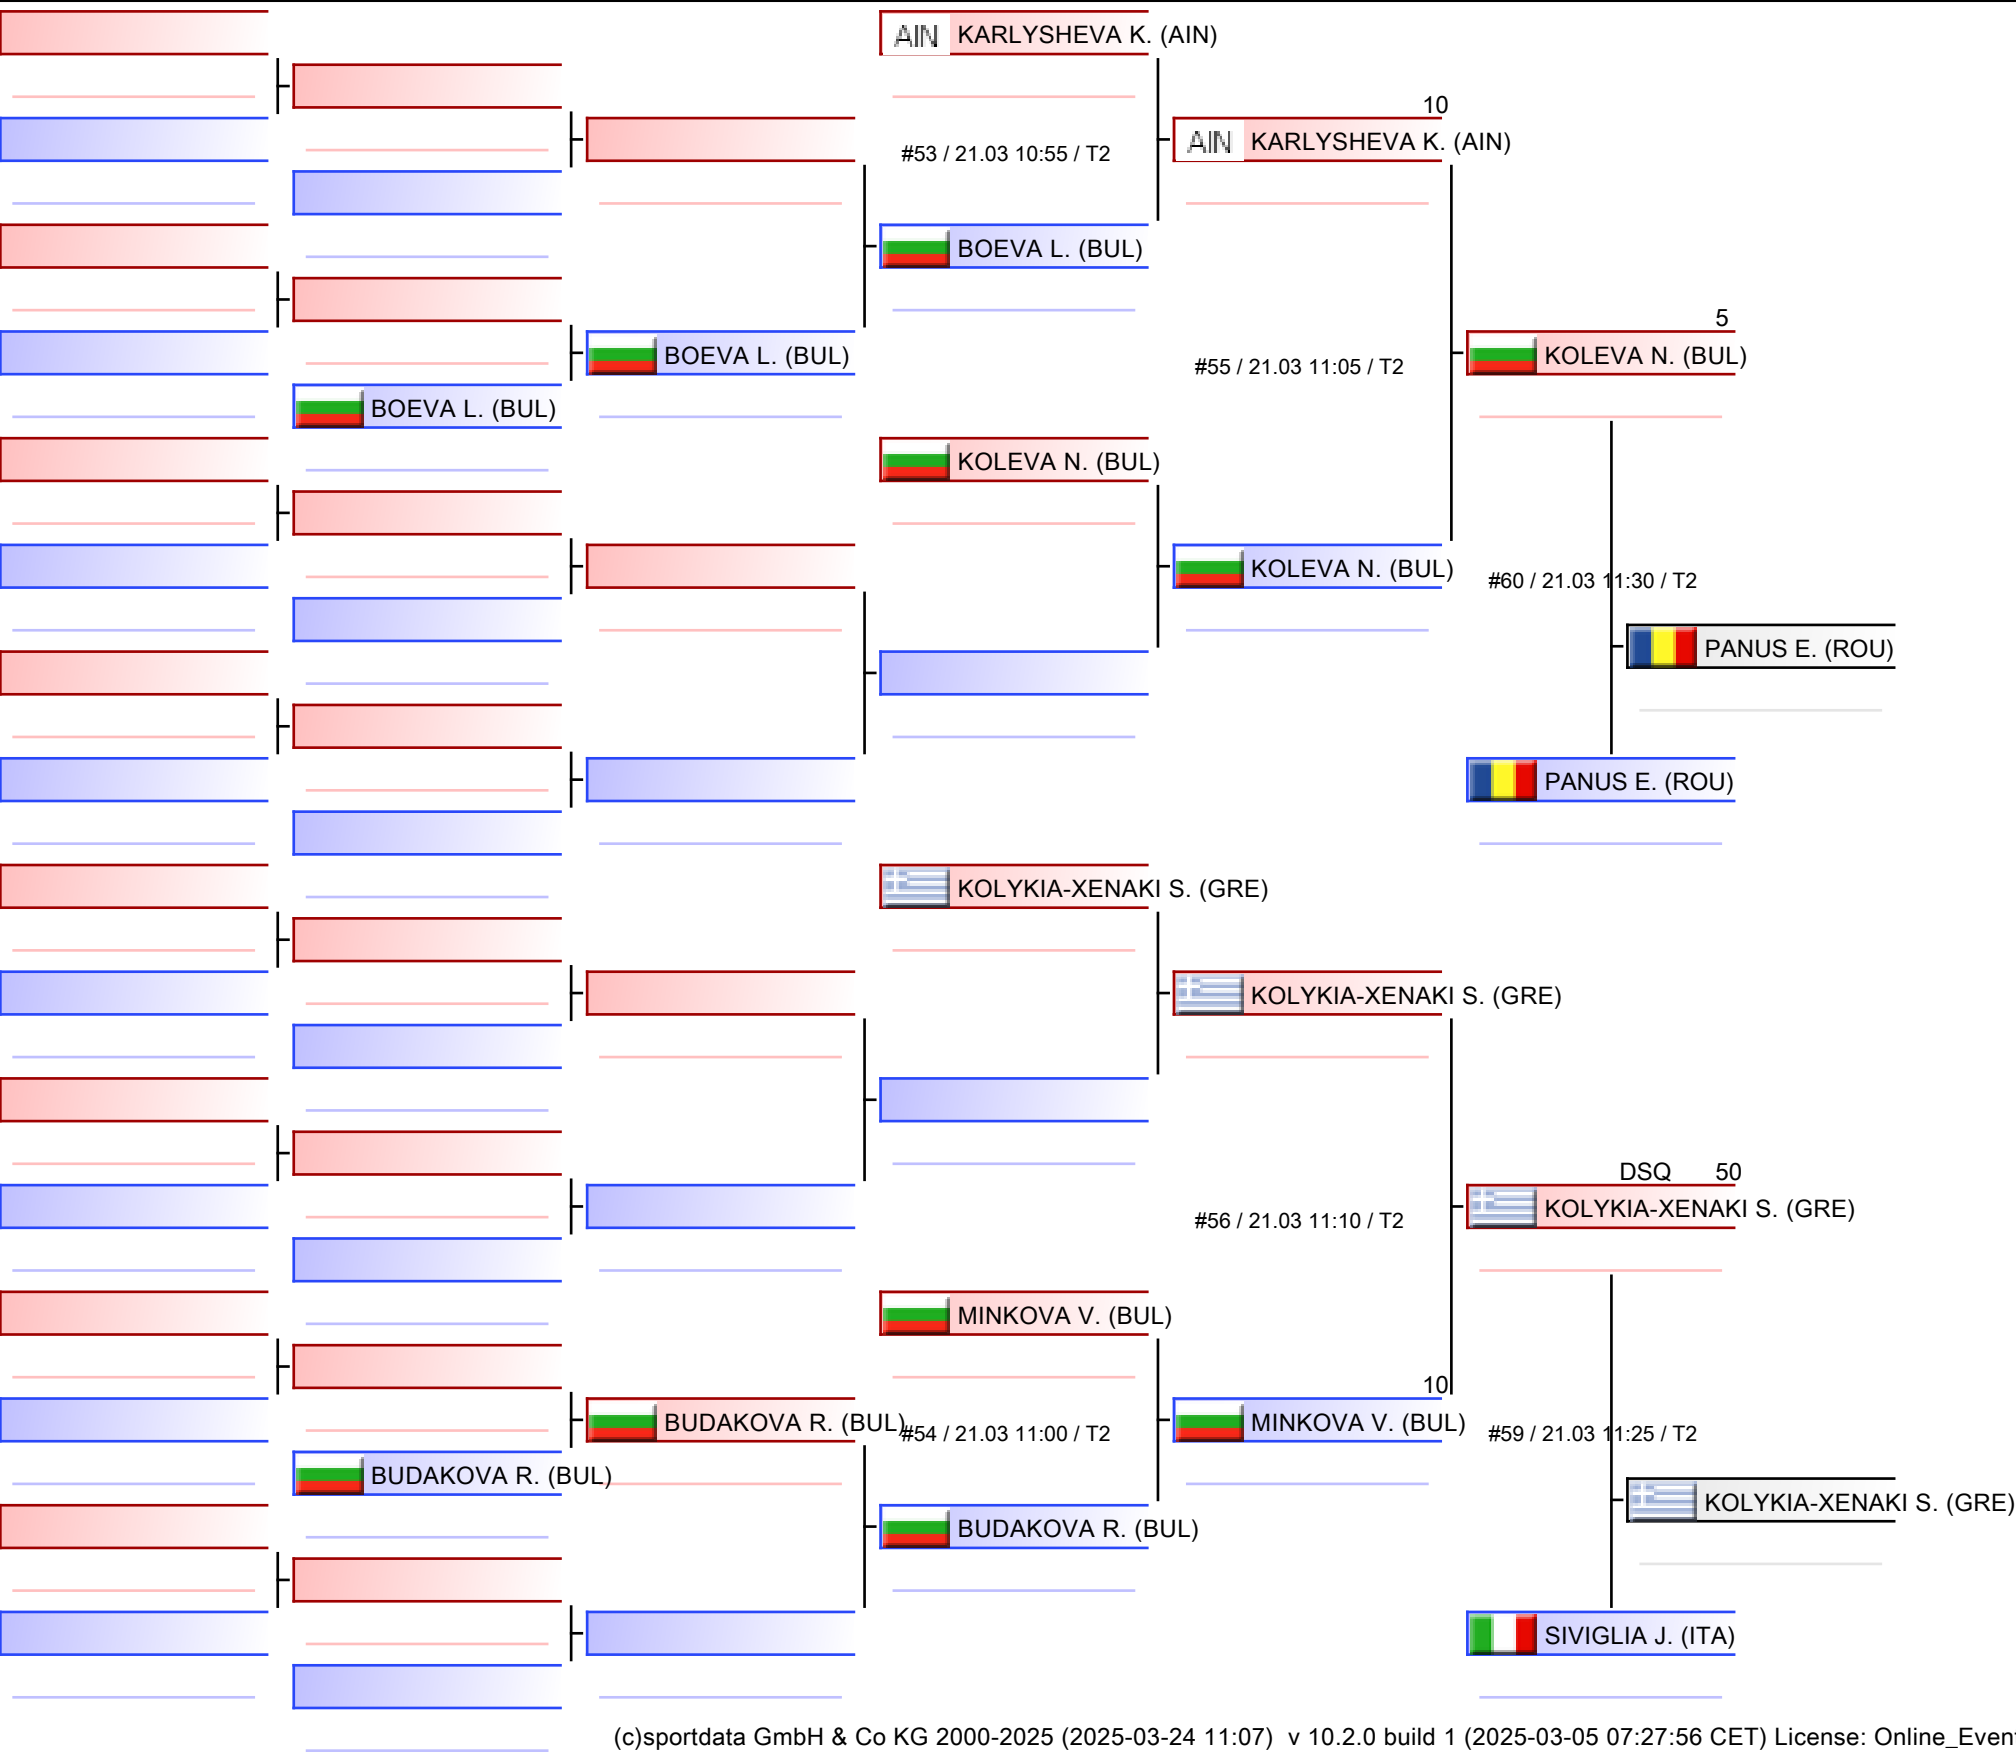 AIN KARLYSHEVA K. (AIN)
10
AIN KARLYSHEVA K. (AIN)
#53 / 21.03 10:55 / T2
BOEVA L. (BUL)
5
KOLEVA N. (BUL)
BOEVA L. (BUL)
#55 / 21.03 11:05 / T2
BOEVA L. (BUL)
KOLEVA N. (BUL)
KOLEVA N. (BUL)
#60 / 21.03 11:30 / T2
PANUS E. (ROU)
PANUS E. (ROU)
KOLYKIA-XENAKI S. (GRE)
KOLYKIA-XENAKI S. (GRE)
DSQ 50
KOLYKIA-XENAKI S. (GRE)
#56 / 21.03 11:10 / T2
MINKOVA V. (BUL)
10
BUDAKOVA R. (BUL)
#54 / 21.03 11:00 / T2
MINKOVA V. (BUL)
#59 / 21.03 11:25 / T2
BUDAKOVA R. (BUL)
KOLYKIA-XENAKI S. (GRE)
BUDAKOVA R. (BUL)
SIVIGLIA J. (ITA)
(c)sportdata GmbH & Co KG 2000-2025 (2025-03-24 11:07) v 10.2.0 build 1 (2025-03-05 07:27:56 CET) License: Online_Even